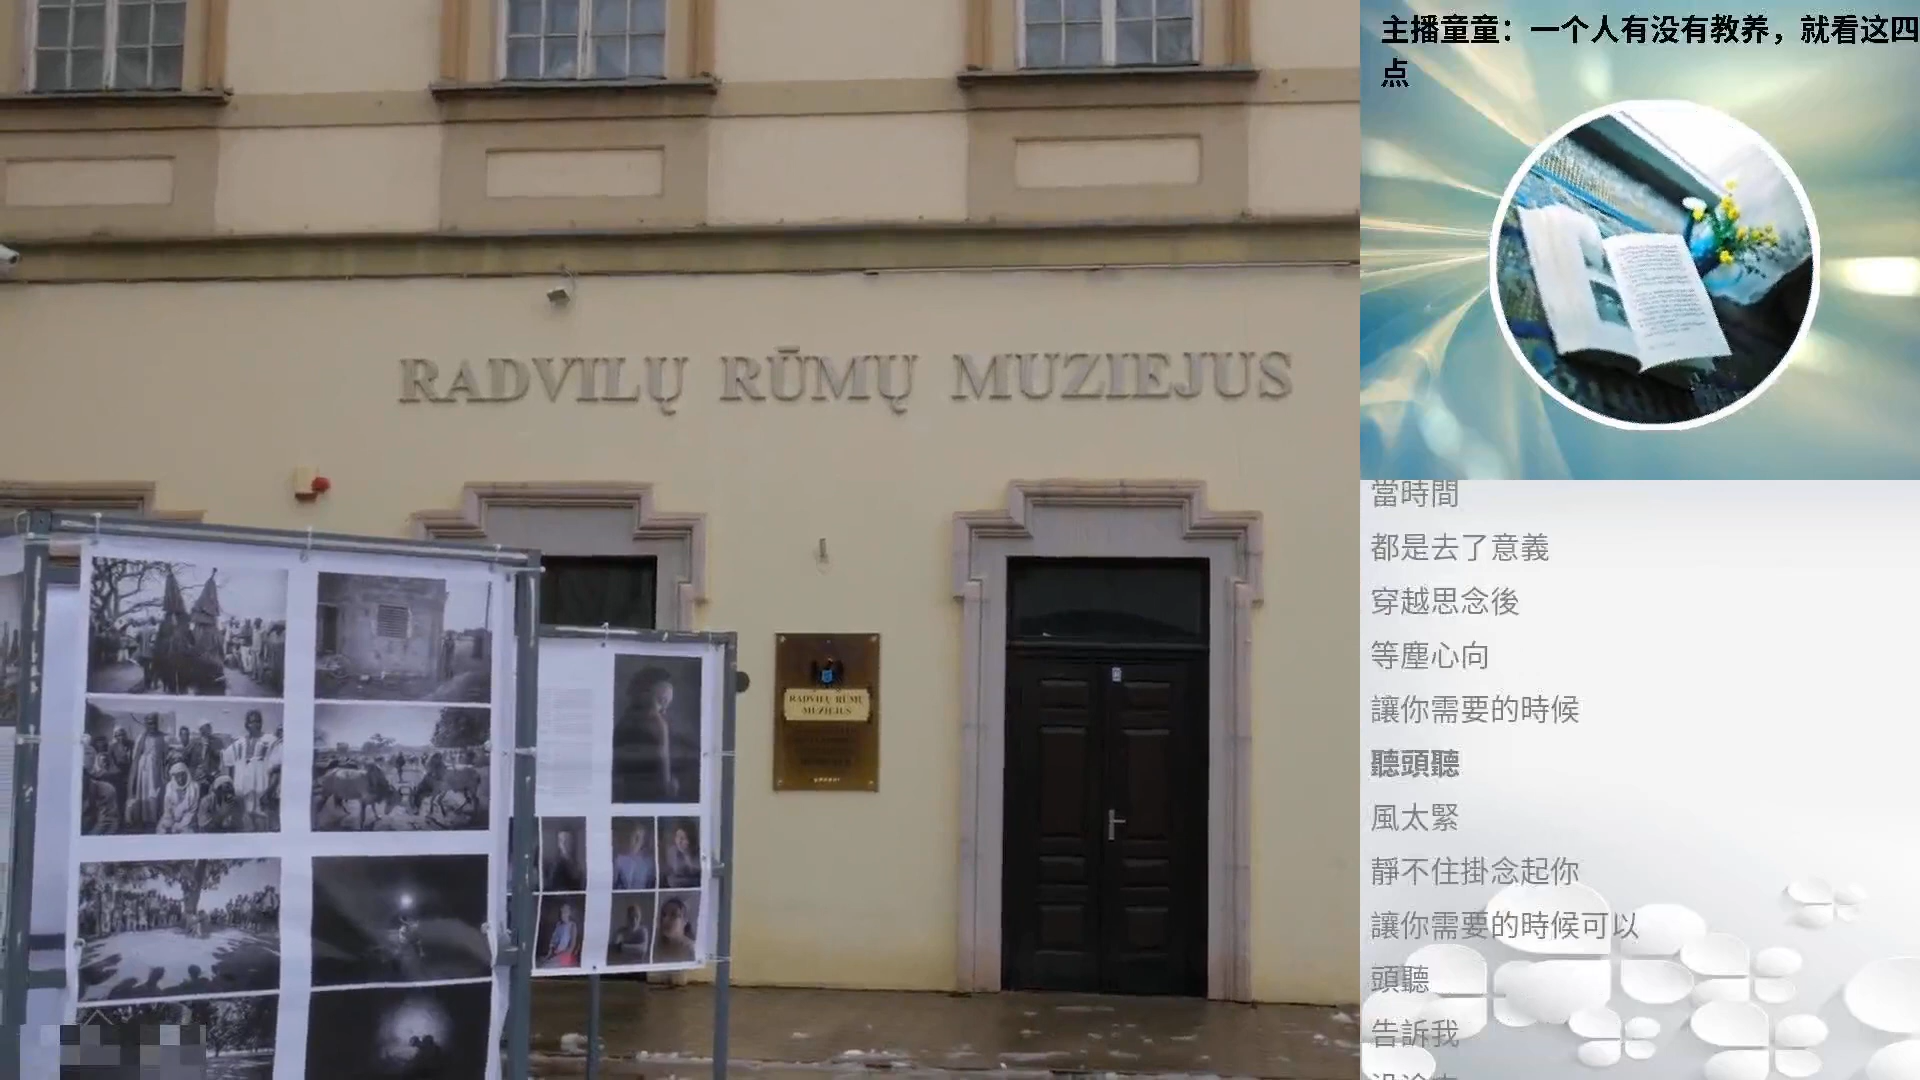 RADVILŲ RŪMŲ MUZIEJUS
RADVILŲ RŪMŲ
MUZIEJUS
主播童童：一个人有没有教养，就看这四
点
當時間
都是去了意義
穿越思念後
等塵心向
讓你需要的時候
聽頭聽
風太緊
靜不住掛念起你
讓你需要的時候可以
頭聽
告訴我